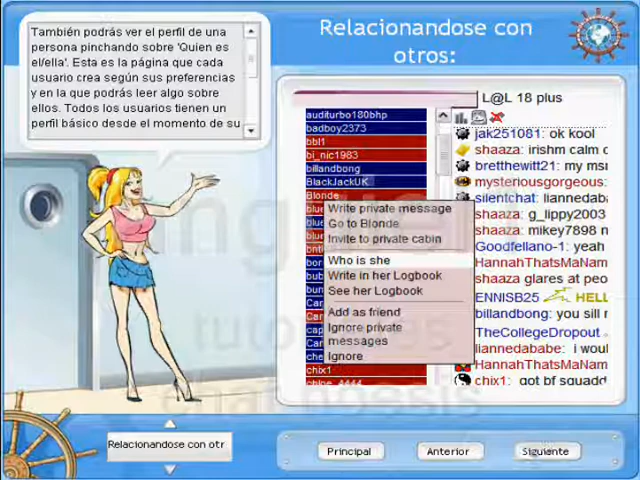 También podrás ver el perfil de una
persona pinchando sobre 'Quien es
el/ella'. Esta es la página que cada
usuario crea según sus preferencias
y en la que podrás leer algo sobre
ellos. Todos los usuarios tienen un
perfil básico desde el momento de su
Relacionandose con
otros:
L@L 18 plus
auditurbo180bhp
badboy2373
bbl1
bi_nic1983
billandbong
BlackJackUK
Blonde
Write private message
Go to Blonde
Invite to private cabin
Who is she
Write in her Logbook
See her Logbook
Add as friend
Ignore private
messages
Ignore
chix1
chloe_4444
jak251081: ok kool
shaaza: irishm calm c
bretthewitt21: my msn
mysteriousgorgeous:
silentchat: liannedaba
shaaza: g_lippy2003
shaaza: mikey7898 n
Goodfellano-1: yeah
HannahThatsMaNam
shaaza glares at peo
ENNISB25 HELL
billandbong: you sill r
TheCollegeDropout
liannedababe: i wou
HannahThatsMaNam
chix1: got bf squadd
Relacionandose con otr
Principal
Anterior
Siguiente